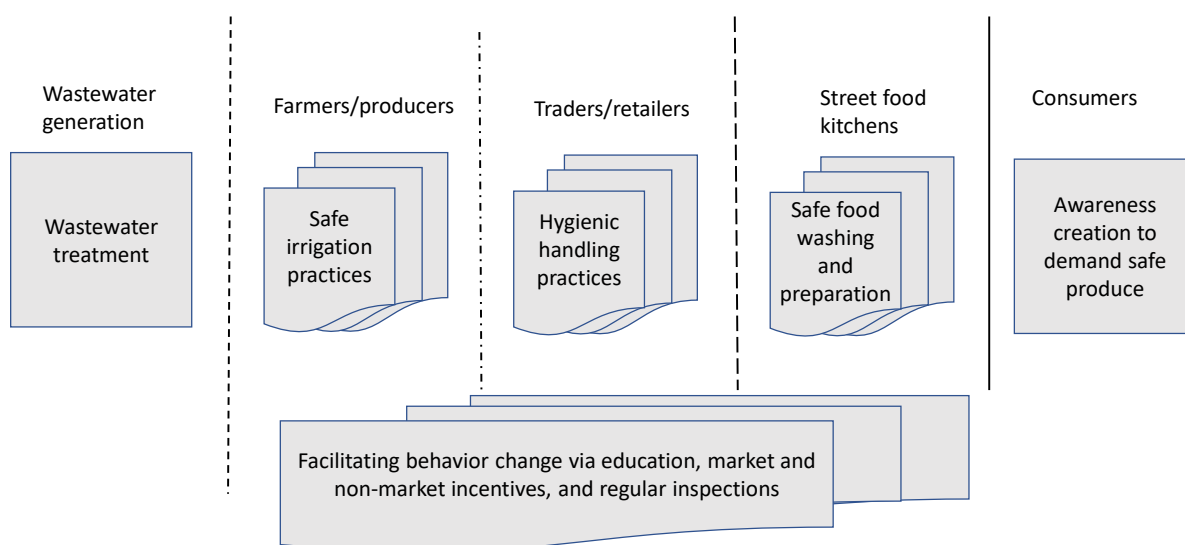 Wastewater
generation
Farmers/producers
Traders/retailers
Street food
kitchens
Consumers
Wastewater
treatment
Safe
irrigation
practices
Hygienic
handling
practices
Safe food
washing
and
preparation
Awareness
creation to
demand safe
produce
Facilitating behavior change via education, market and
non-market incentives, and regular inspections